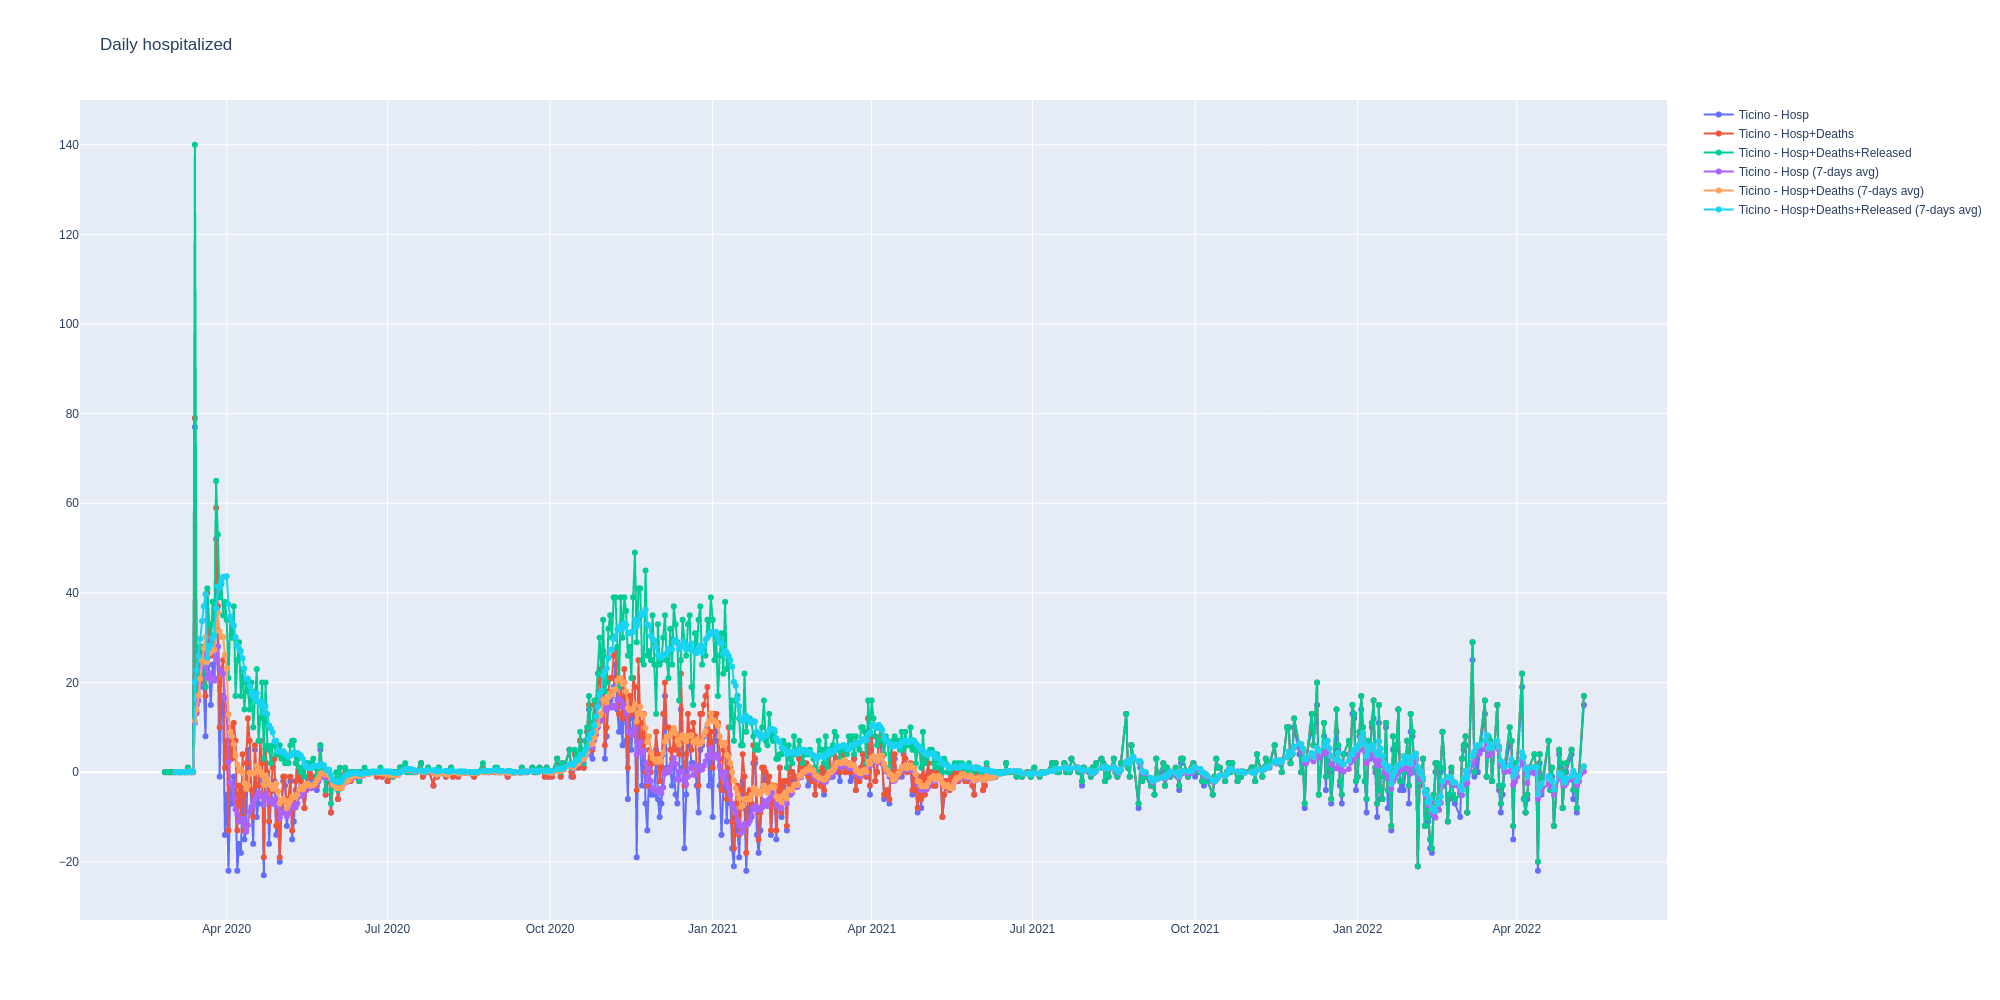 Daily hospitalized
140
120
100
80
60
40
20
0
−20
Apr 2020
Jul 2020
Oct 2020
Jan 2021
Apr 2021
Jul 2021
Oct 2021
Jan 2022
Apr 2022
Ticino - Hosp
Ticino - Hosp+Deaths
Ticino - Hosp+Deaths+Released
Ticino - Hosp (7-days avg)
Ticino - Hosp+Deaths (7-days avg)
Ticino - Hosp+Deaths+Released (7-days avg)